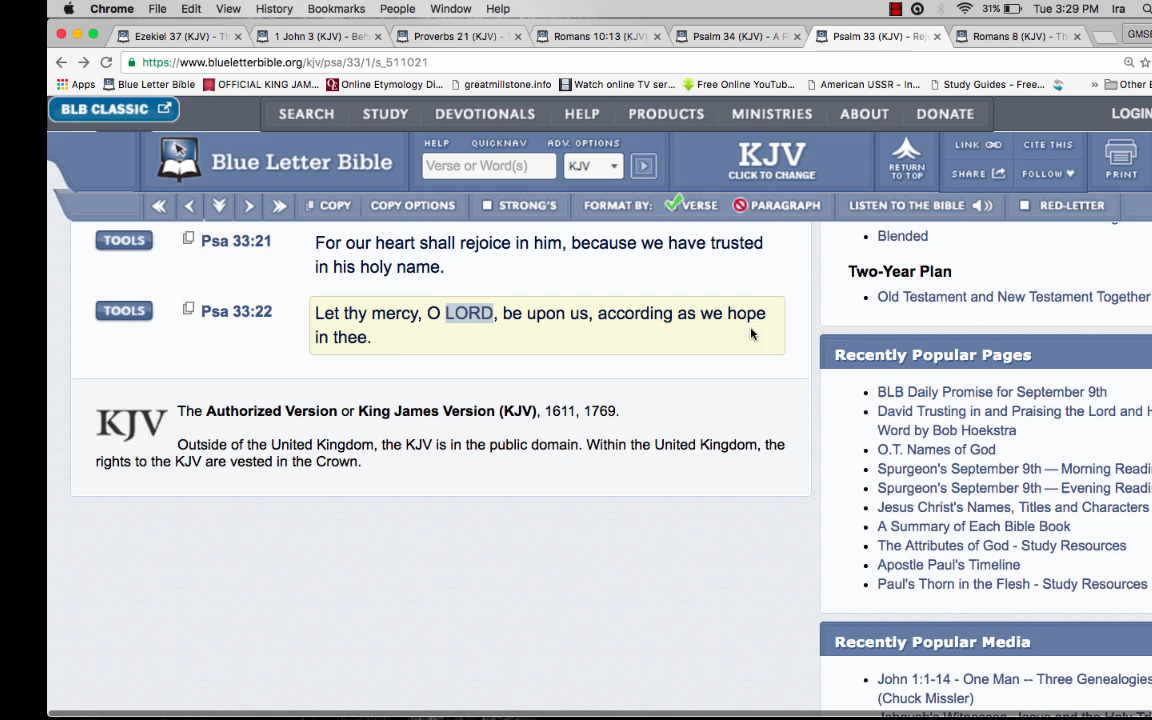 Chrome File Edit View History Bookmarks People Window Help 31% Tue 3:29 PM Ira
Ezekiel 37 (KJV) - Th × 1 John 3 (KJV) - Beh × Proverbs 21 (KJV) - × Romans 10:13 (KJV) × Psalm 34 (KJV) - A P × Psalm 33 (KJV) - Rej × Romans 8 (KJV) - Th × GMSB
https://www.blueletterbible.org/kjv/psa/33/1/s_511021
Apps Blue Letter Bible OFFICIAL KING JAM... Online Etymology Di... greatmillstone.info Watch online TV ser... Free Online YouTub... American USSR - In... Study Guides - Free... » Other
BLB CLASSIC SEARCH STUDY DEVOTIONALS HELP PRODUCTS MINISTRIES ABOUT DONATE LOGIN
HELP QUICKNAV ADV. OPTIONS
Blue Letter Bible Verse or Word(s) KJV
KJV
CLICK TO CHANGE
RETURN
TO TOP
LINK CITE THIS
SHARE FOLLOW
PRINT
COPY COPY OPTIONS STRONG'S FORMAT BY: VERSE PARAGRAPH LISTEN TO THE BIBLE RED-LETTER
TOOLS Psa 33:21 For our heart shall rejoice in him, because we have trusted
in his holy name.
TOOLS Psa 33:22 Let thy mercy, O LORD, be upon us, according as we hope
in thee.
KJV The Authorized Version or King James Version (KJV), 1611, 1769.
Outside of the United Kingdom, the KJV is in the public domain. Within the United Kingdom, the
rights to the KJV are vested in the Crown.
Blended
Two-Year Plan
Old Testament and New Testament Together
Recently Popular Pages
BLB Daily Promise for September 9th
David Trusting in and Praising the Lord and H
Word by Bob Hoekstra
O.T. Names of God
Spurgeon's September 9th — Morning Readi
Spurgeon's September 9th — Evening Readi
Jesus Christ's Names, Titles and Characters
A Summary of Each Bible Book
The Attributes of God - Study Resources
Apostle Paul's Timeline
Paul's Thorn in the Flesh - Study Resources
Recently Popular Media
John 1:1-14 - One Man -- Three Genealogies
(Chuck Missler)
Jehovah's Witnesses, Jesus and the Holy Tr